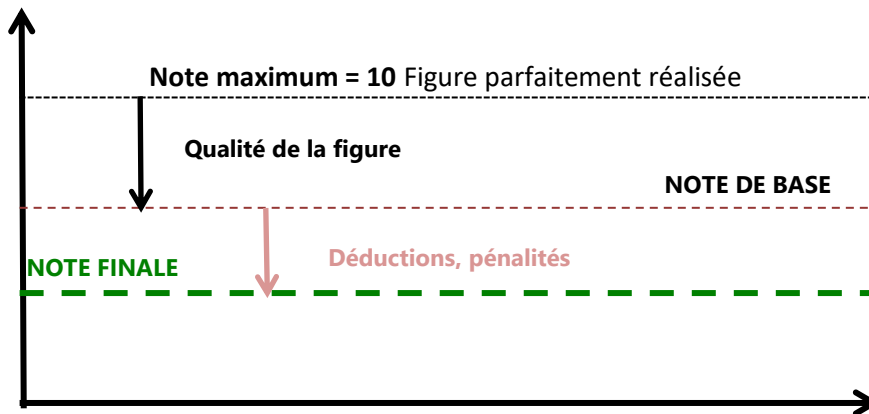 Note maximum = 10 Figure parfaitement réalisée
Qualité de la figure
NOTE DE BASE
Déductions, pénalités
NOTE FINALE